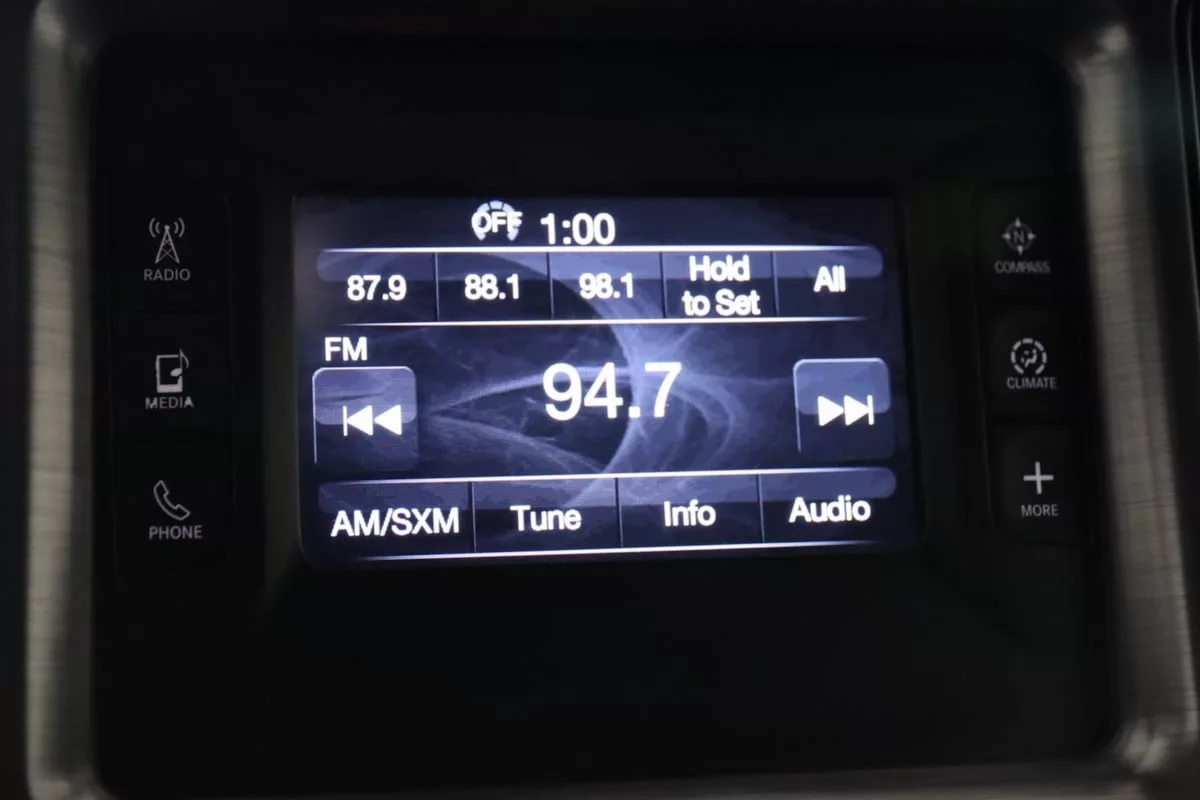 OFF 1:00
87.9 88.1 98.1 Hold to Set All
FM
94.7
AM/SXM Tune Info Audio
RADIO
MEDIA
PHONE
N
COMPASS
CLIMATE
MORE